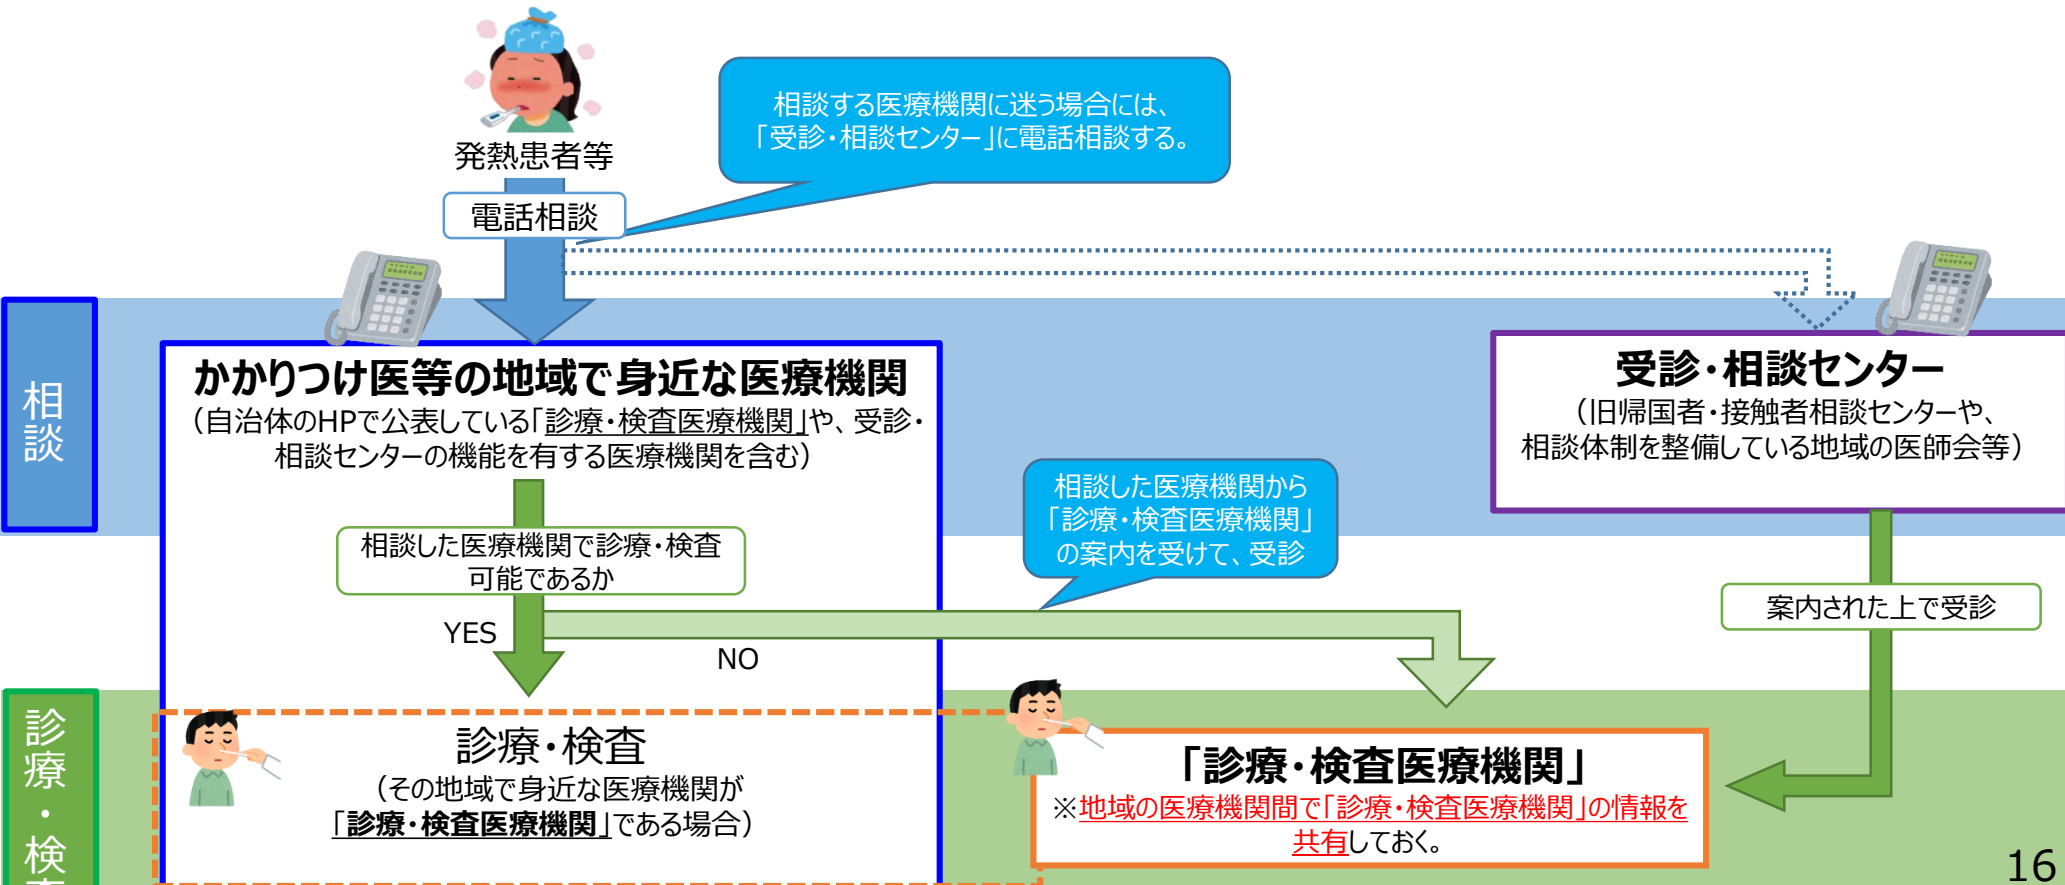 発熱患者等
相談する医療機関に迷う場合には、
「受診・相談センター」に電話相談する。
電話相談
相談
かかりつけ医等の地域で身近な医療機関
（自治体のHPで公表している「診療・検査医療機関」や、受診・
相談センターの機能を有する医療機関を含む）
受診・相談センター
（旧帰国者・接触者相談センターや、
相談体制を整備している地域の医師会等）
相談した医療機関から
「診療・検査医療機関」
の案内を受けて、受診
相談した医療機関で診療・検査
可能であるか
案内された上で受診
YES
NO
診療・検査
診療・検査
（その地域で身近な医療機関が
「診療・検査医療機関」である場合）
「診療・検査医療機関」
※地域の医療機関間で「診療・検査医療機関」の情報を
共有しておく。
16